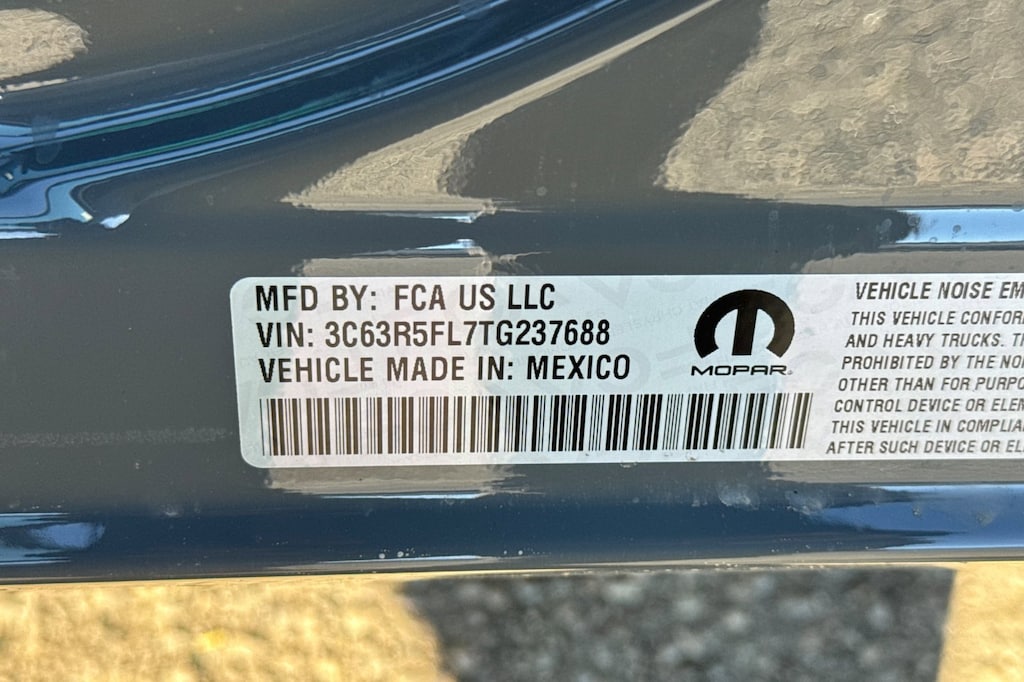 MFD BY: FCA US LLC
VIN: 3C63R5FL7TG237688
VEHICLE MADE IN: MEXICO
MOPAR
VEHICLE NOISE EM
THIS VEHICLE CONFOR
AND HEAVY TRUCKS. T
PROHIBITED BY THE NO
OTHER THAN FOR PURPO
CONTROL DEVICE OR ELEM
THIS VEHICLE IN COMPLIA
AFTER SUCH DEVICE OR EL